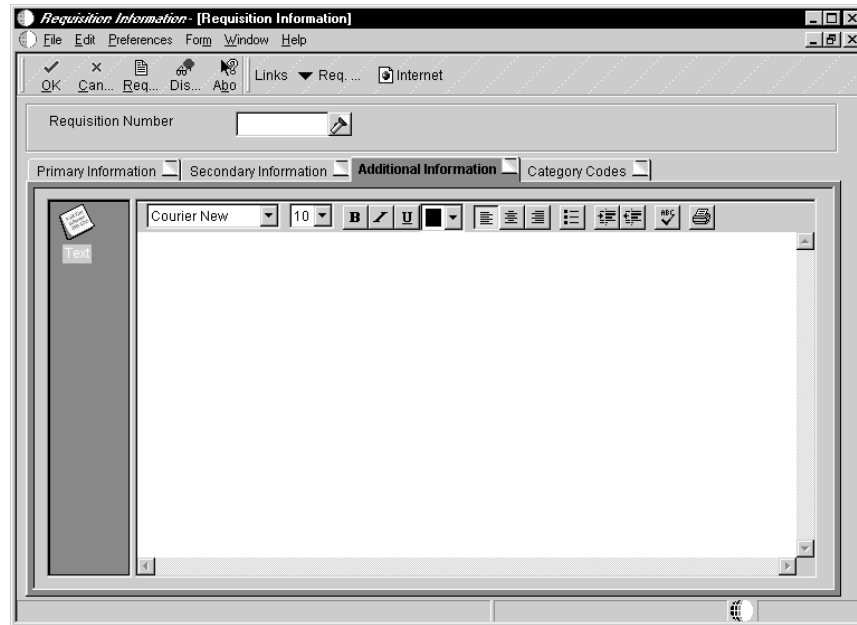 Requisition Information - [Requisition Information]
File Edit Preferences Form Window Help
OK Can... Req... Dis... Abo Links Req. ... Internet
Requisition Number
Primary Information Secondary Information Additional Information Category Codes
Courier New 10 B I U ABC
Text